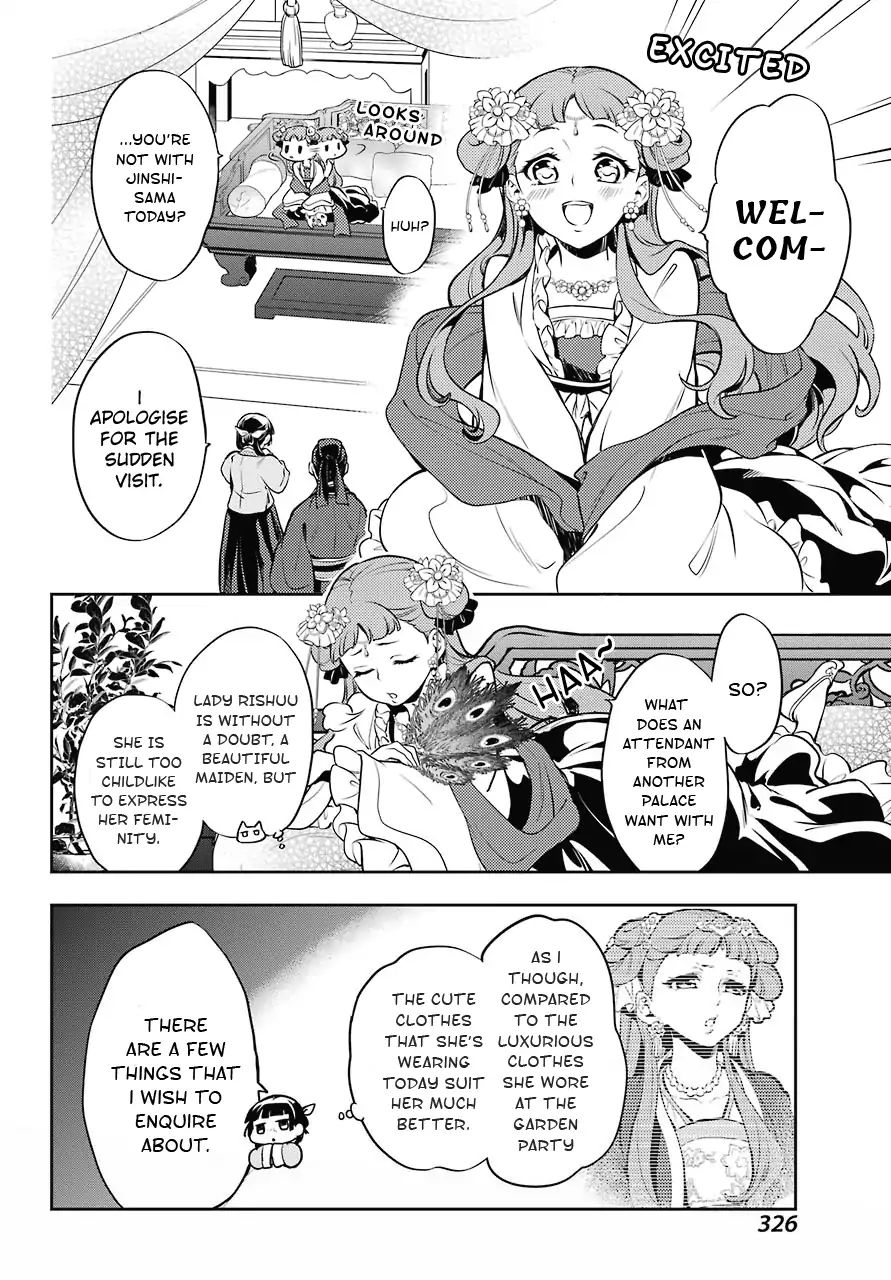 EXCITED
WEL-
COM-
LOOKS
AROUND
HUH?
...YOU'RE
NOT WITH
JINSHI-
SAMA
TODAY?
I
APOLOGISE
FOR THE
SUDDEN
VISIT.
SO?
WHAT
DOES AN
ATTENDANT
FROM
ANOTHER
PALACE
WANT WITH
ME?
HAA~
LADY RISHUU
IS WITHOUT
A DOUBT, A
BEAUTIFUL
MAIDEN, BUT
SHE IS
STILL TOO
CHILDLIKE
TO EXPRESS
HER FEMI-
NITY.
AS I
THOUGH,
COMPARED
TO THE
LUXURIOUS
CLOTHES
SHE WORE
AT THE
GARDEN
PARTY
THE CUTE
CLOTHES
THAT SHE'S
WEARING
TODAY SUIT
HER MUCH
BETTER.
THERE
ARE A FEW
THINGS THAT
I WISH TO
ENQUIRE
ABOUT.
326